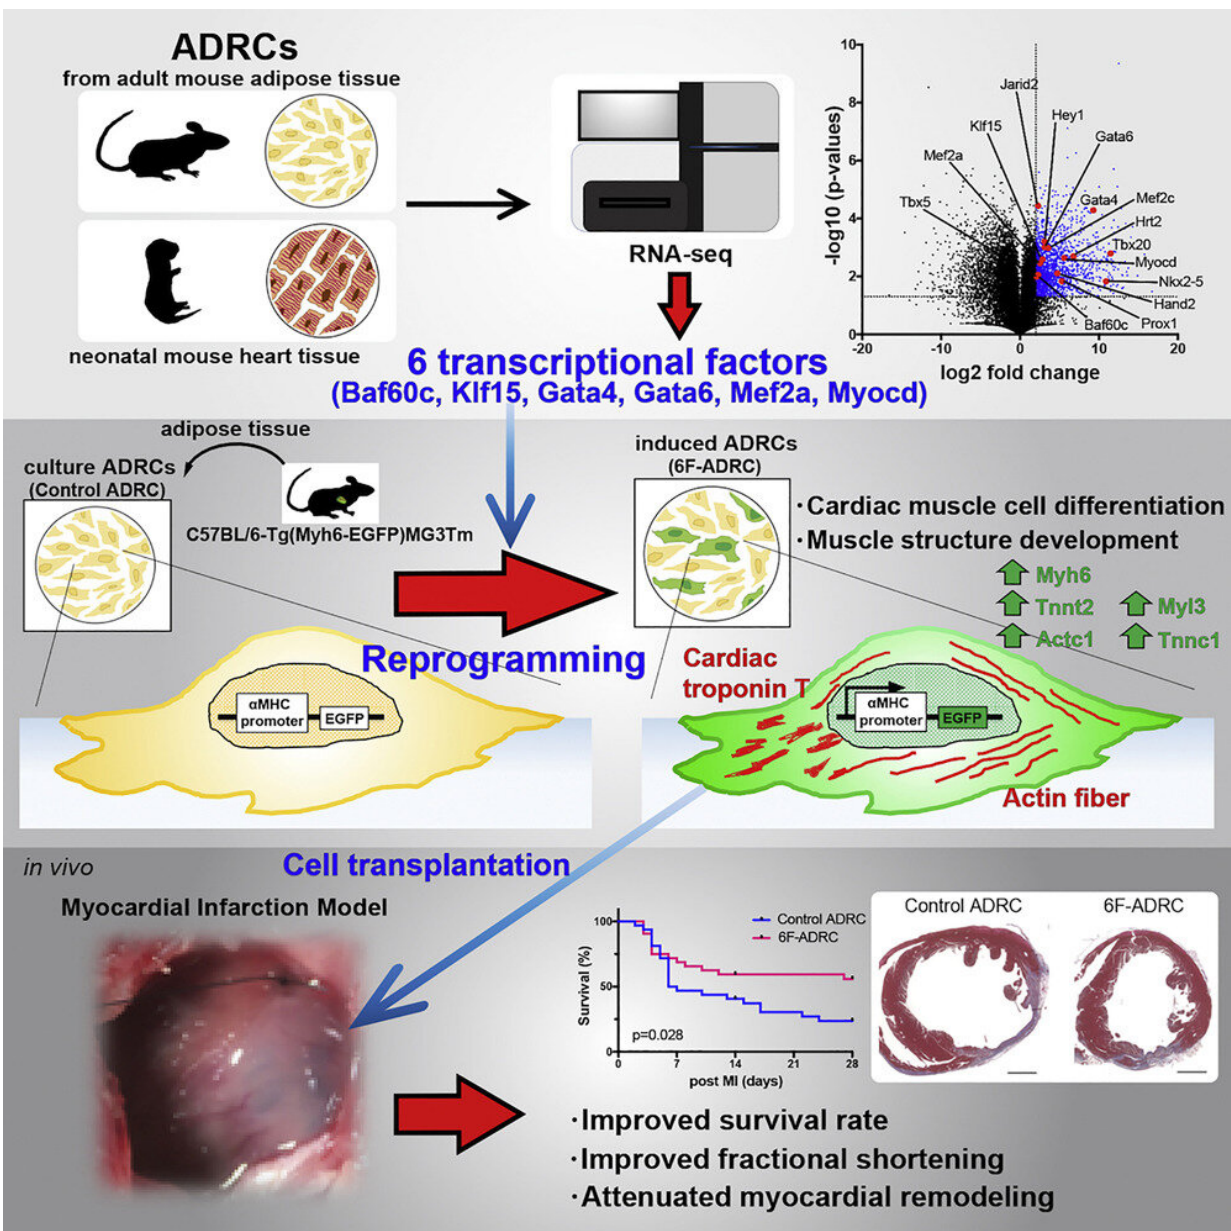 ADRCs
from adult mouse adipose tissue
neonatal mouse heart tissue
RNA-seq
10
8
6
4
2
0
-log10 (p-values)
Jarid2
Hey1
Klf15
Gata6
Mef2a
Tbx5
Gata4
Mef2c
Hrt2
Tbx20
Myocd
Nkx2-5
Hand2
Baf60c
Prox1
-20
-10
0
10
20
log2 fold change
6 transcriptional factors
(Baf60c, Klf15, Gata4, Gata6, Mef2a, Myocd)
adipose tissue
culture ADRCs
(Control ADRC)
C57BL/6-Tg(Myh6-EGFP)MG3Tm
induced ADRCs
(6F-ADRC)
·Cardiac muscle cell differentiation
·Muscle structure development
Myh6
Tnnt2
Myl3
Actc1
Tnnc1
Reprogramming
αMHC
promoter
EGFP
Cardiac
troponin T
αMHC
promoter
EGFP
Actin fiber
in vivo
Cell transplantation
Myocardial Infarction Model
100
50
0
Survival (%)
Control ADRC
6F-ADRC
p=0.028
0
7
14
21
28
post MI (days)
Control ADRC
6F-ADRC
·Improved survival rate
·Improved fractional shortening
·Attenuated myocardial remodeling